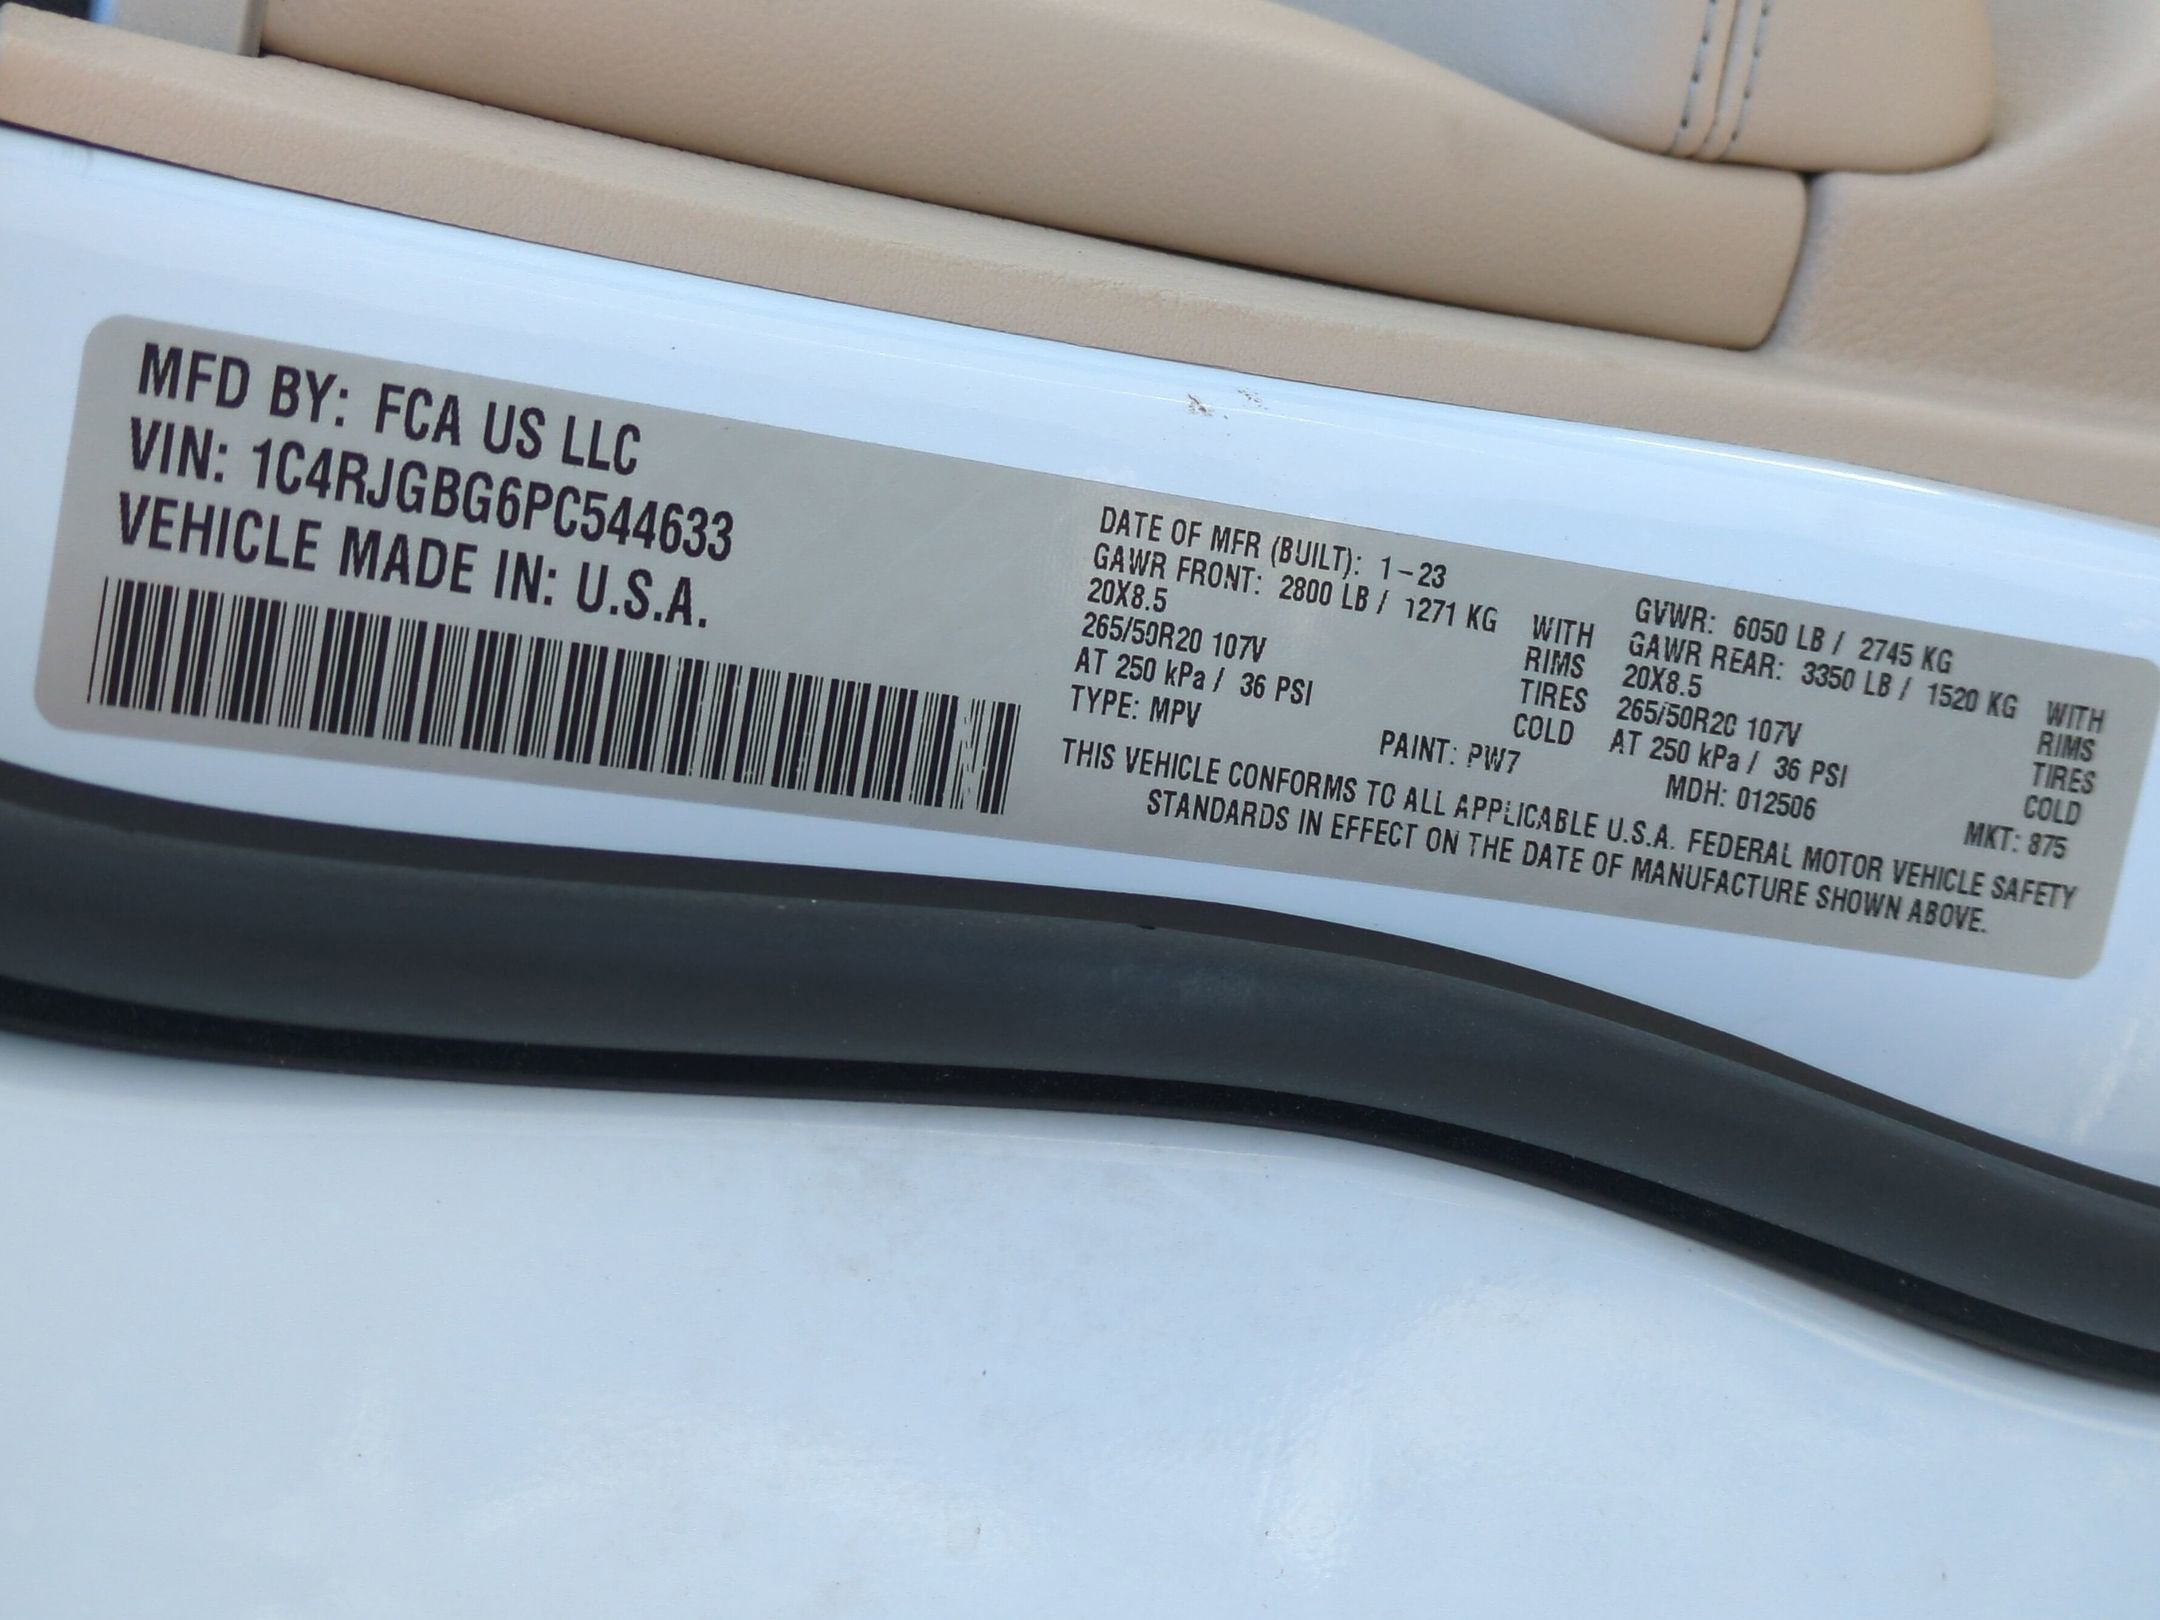 MFD BY: FCA US LLC
VIN: 1C4RJGBG6PC544633
VEHICLE MADE IN: U.S.A.
DATE OF MFR (BUILT): 1-23 GVWR: 6050 LB / 2745 KG
GAWR FRONT: 2800 LB / 1271 KG WITH GAWR REAR: 3350 LB / 1520 KG WITH
20X8.5 RIMS 20X8.5 RIMS
265/50R20 107V TIRES 265/50R20 107V TIRES
AT 250 kPa / 36 PSI COLD AT 250 kPa / 36 PSI COLD
TYPE: MPV PAINT: PW7 MDH: 012506 MKT: 875
THIS VEHICLE CONFORMS TO ALL APPLICABLE U.S.A. FEDERAL MOTOR VEHICLE SAFETY
STANDARDS IN EFFECT ON THE DATE OF MANUFACTURE SHOWN ABOVE.